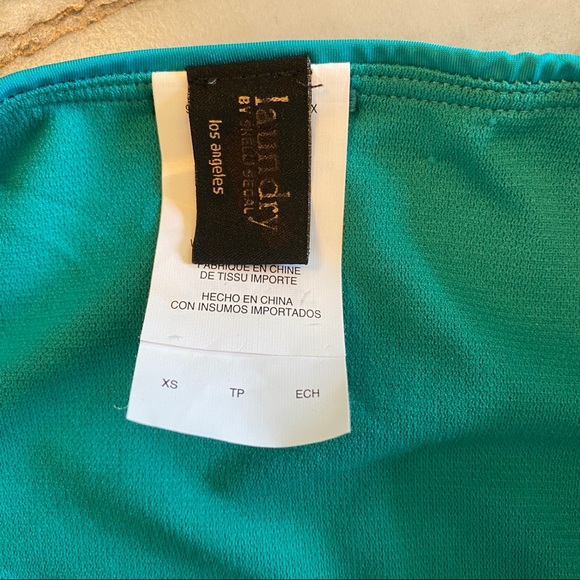 laundry
BY SHELLI SEGAL
los angeles
FABRIQUE EN CHINE
DE TISSU IMPORTE
HECHO EN CHINA
CON INSUMOS IMPORTADOS
XS TP ECH